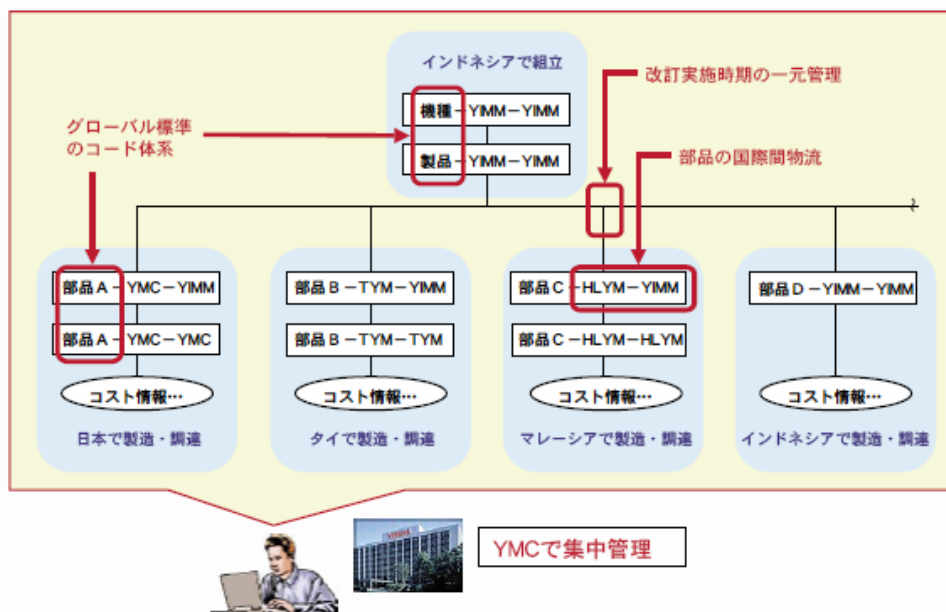 インドネシアで組立
改訂実施時期の一元管理
グローバル標準
のコード体系
機種－YIMM－YIMM
製品－YIMM－YIMM
部品の国際間物流
部品A－YMC－YIMM
部品B－TYM－YIMM
部品C－HLYM－YIMM
部品D－YIMM－YIMM
部品A－YMC－YMC
部品B－TYM－TYM
部品C－HLYM－HLYM
コスト情報…
コスト情報…
コスト情報…
コスト情報…
日本で製造・調達
タイで製造・調達
マレーシアで製造・調達
インドネシアで製造・調達
YMCで集中管理